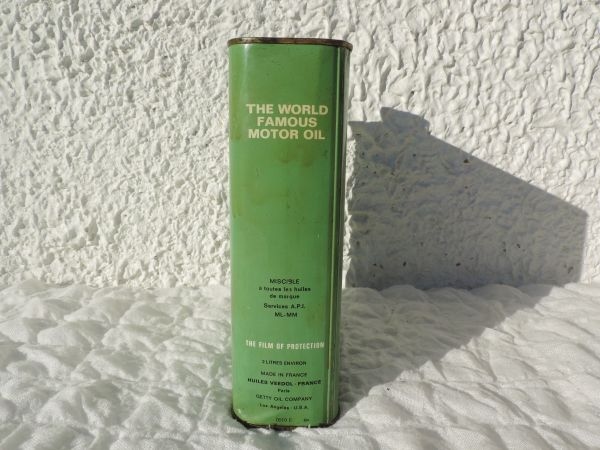 THE WORLD
FAMOUS
MOTOR OIL
MISCIBLE
a toutes les huiles
de marque
Services A.P.I.
ML-MM
THE FILM OF PROTECTION
2 LITRES ENVIRON
MADE IN FRANCE
HUILES VEEDOL - FRANCE
Paris
GETTY OIL COMPANY
Los Angeles - U.S.A.